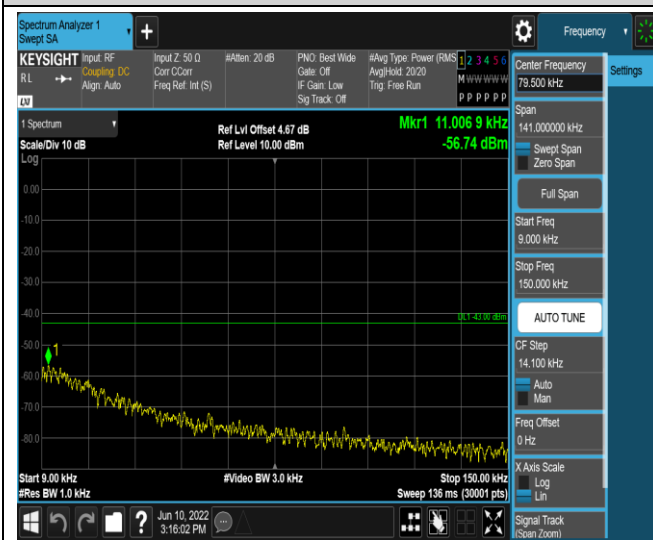 Spectrum Analyzer 1
Swept SA
+
Frequency
KEYSIGHT
RL
LXI
Input: RF
Coupling: DC
Align: Auto
Input Z: 50 Ω
Corr CCorr
Freq Ref: Int (S)
#Atten: 20 dB
PNO: Best Wide
Gate: Off
IF Gain: Low
Sig Track: Off
#Avg Type: Power (RMS
Avg|Hold: 20/20
Trig: Free Run
1 2 3 4 5 6
M W W W W W
P P P P P P
1 Spectrum
Scale/Div 10 dB
Ref Lvl Offset 4.67 dB
Ref Level 10.00 dBm
Mkr1 11.006 9 kHz
-56.74 dBm
Log
0.00
-10.0
-20.0
-30.0
-40.0
DL1 -43.00 dBm
-50.0
1
-60.0
-70.0
-80.0
Start 9.00 kHz
#Video BW 3.0 kHz
Stop 150.00 kHz
#Res BW 1.0 kHz
Sweep 136 ms (30001 pts)
?
Jun 10, 2022
3:16:02 PM
Center Frequency
79.500 kHz
Settings
Span
141.000000 kHz
Swept Span
Zero Span
Full Span
Start Freq
9.000 kHz
Stop Freq
150.000 kHz
AUTO TUNE
CF Step
14.100 kHz
Auto
Man
Freq Offset
0 Hz
X Axis Scale
Log
Lin
Signal Track
(Span Zoom)